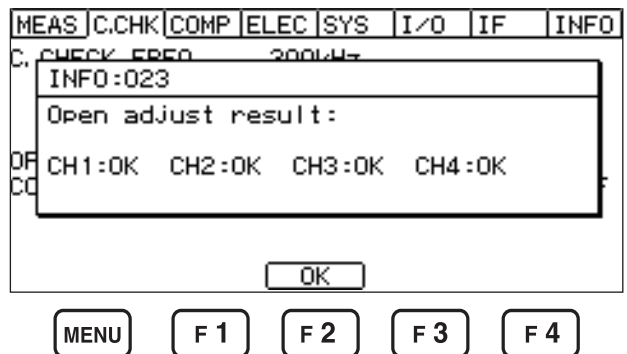 MEAS C.CHK COMP ELEC SYS I/O IF INFO
INFO:023
Open adjust result:
CH1:OK CH2:OK CH3:OK CH4:OK
OK
MENU F1 F2 F3 F4